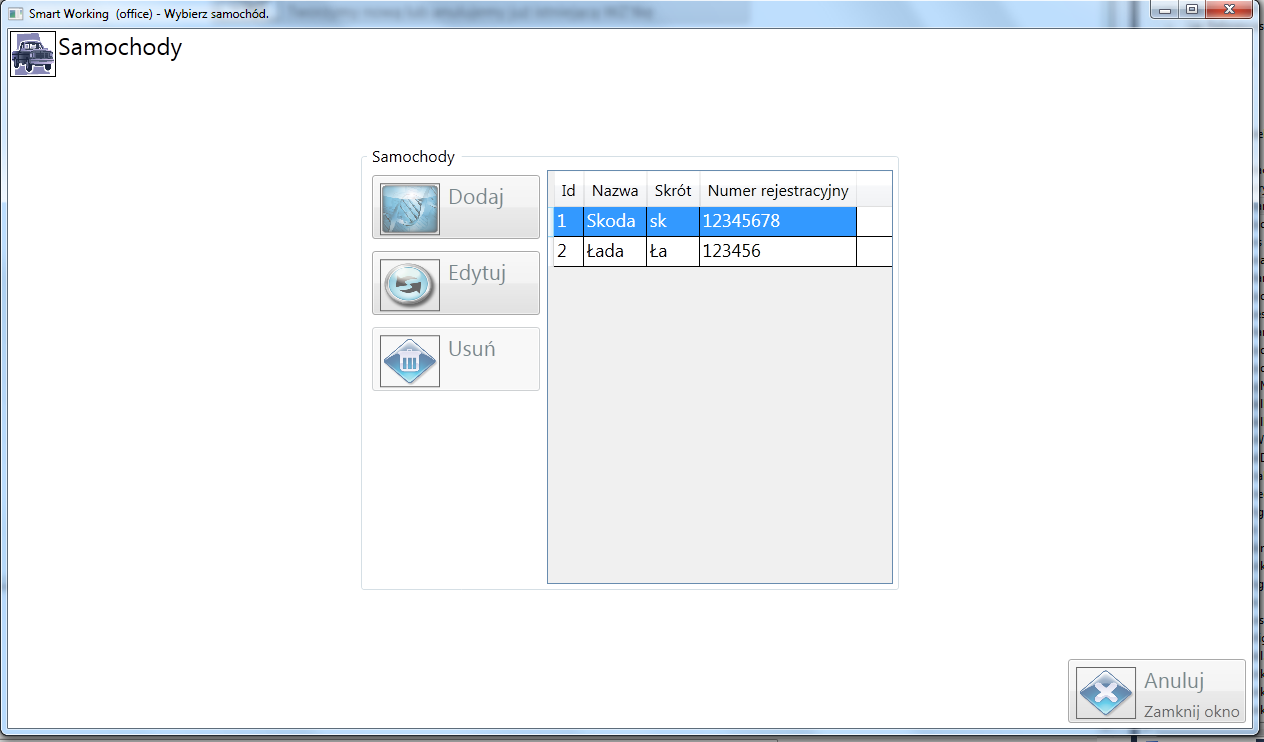 Smart Working (office) - Wybierz samochód.
Samochody
Samochody
Dodaj
Edytuj
Usuń
Id Nazwa Skrót Numer rejestracyjny
1 Skoda sk 12345678
2 Łada Ła 123456
Anuluj
Zamknij okno